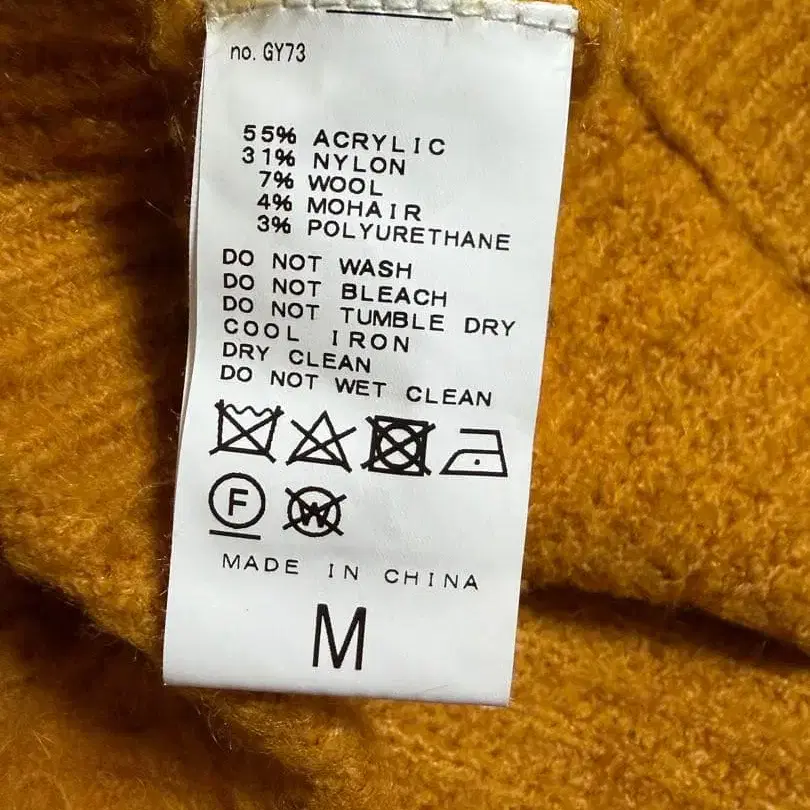 no. GY73
55% ACRYLIC
31% NYLON
7% WOOL
4% MOHAIR
3% POLYURETHANE
DO NOT WASH
DO NOT BLEACH
DO NOT TUMBLE DRY
COOL IRON
DRY CLEAN
DO NOT WET CLEAN
F W
MADE IN CHINA
M